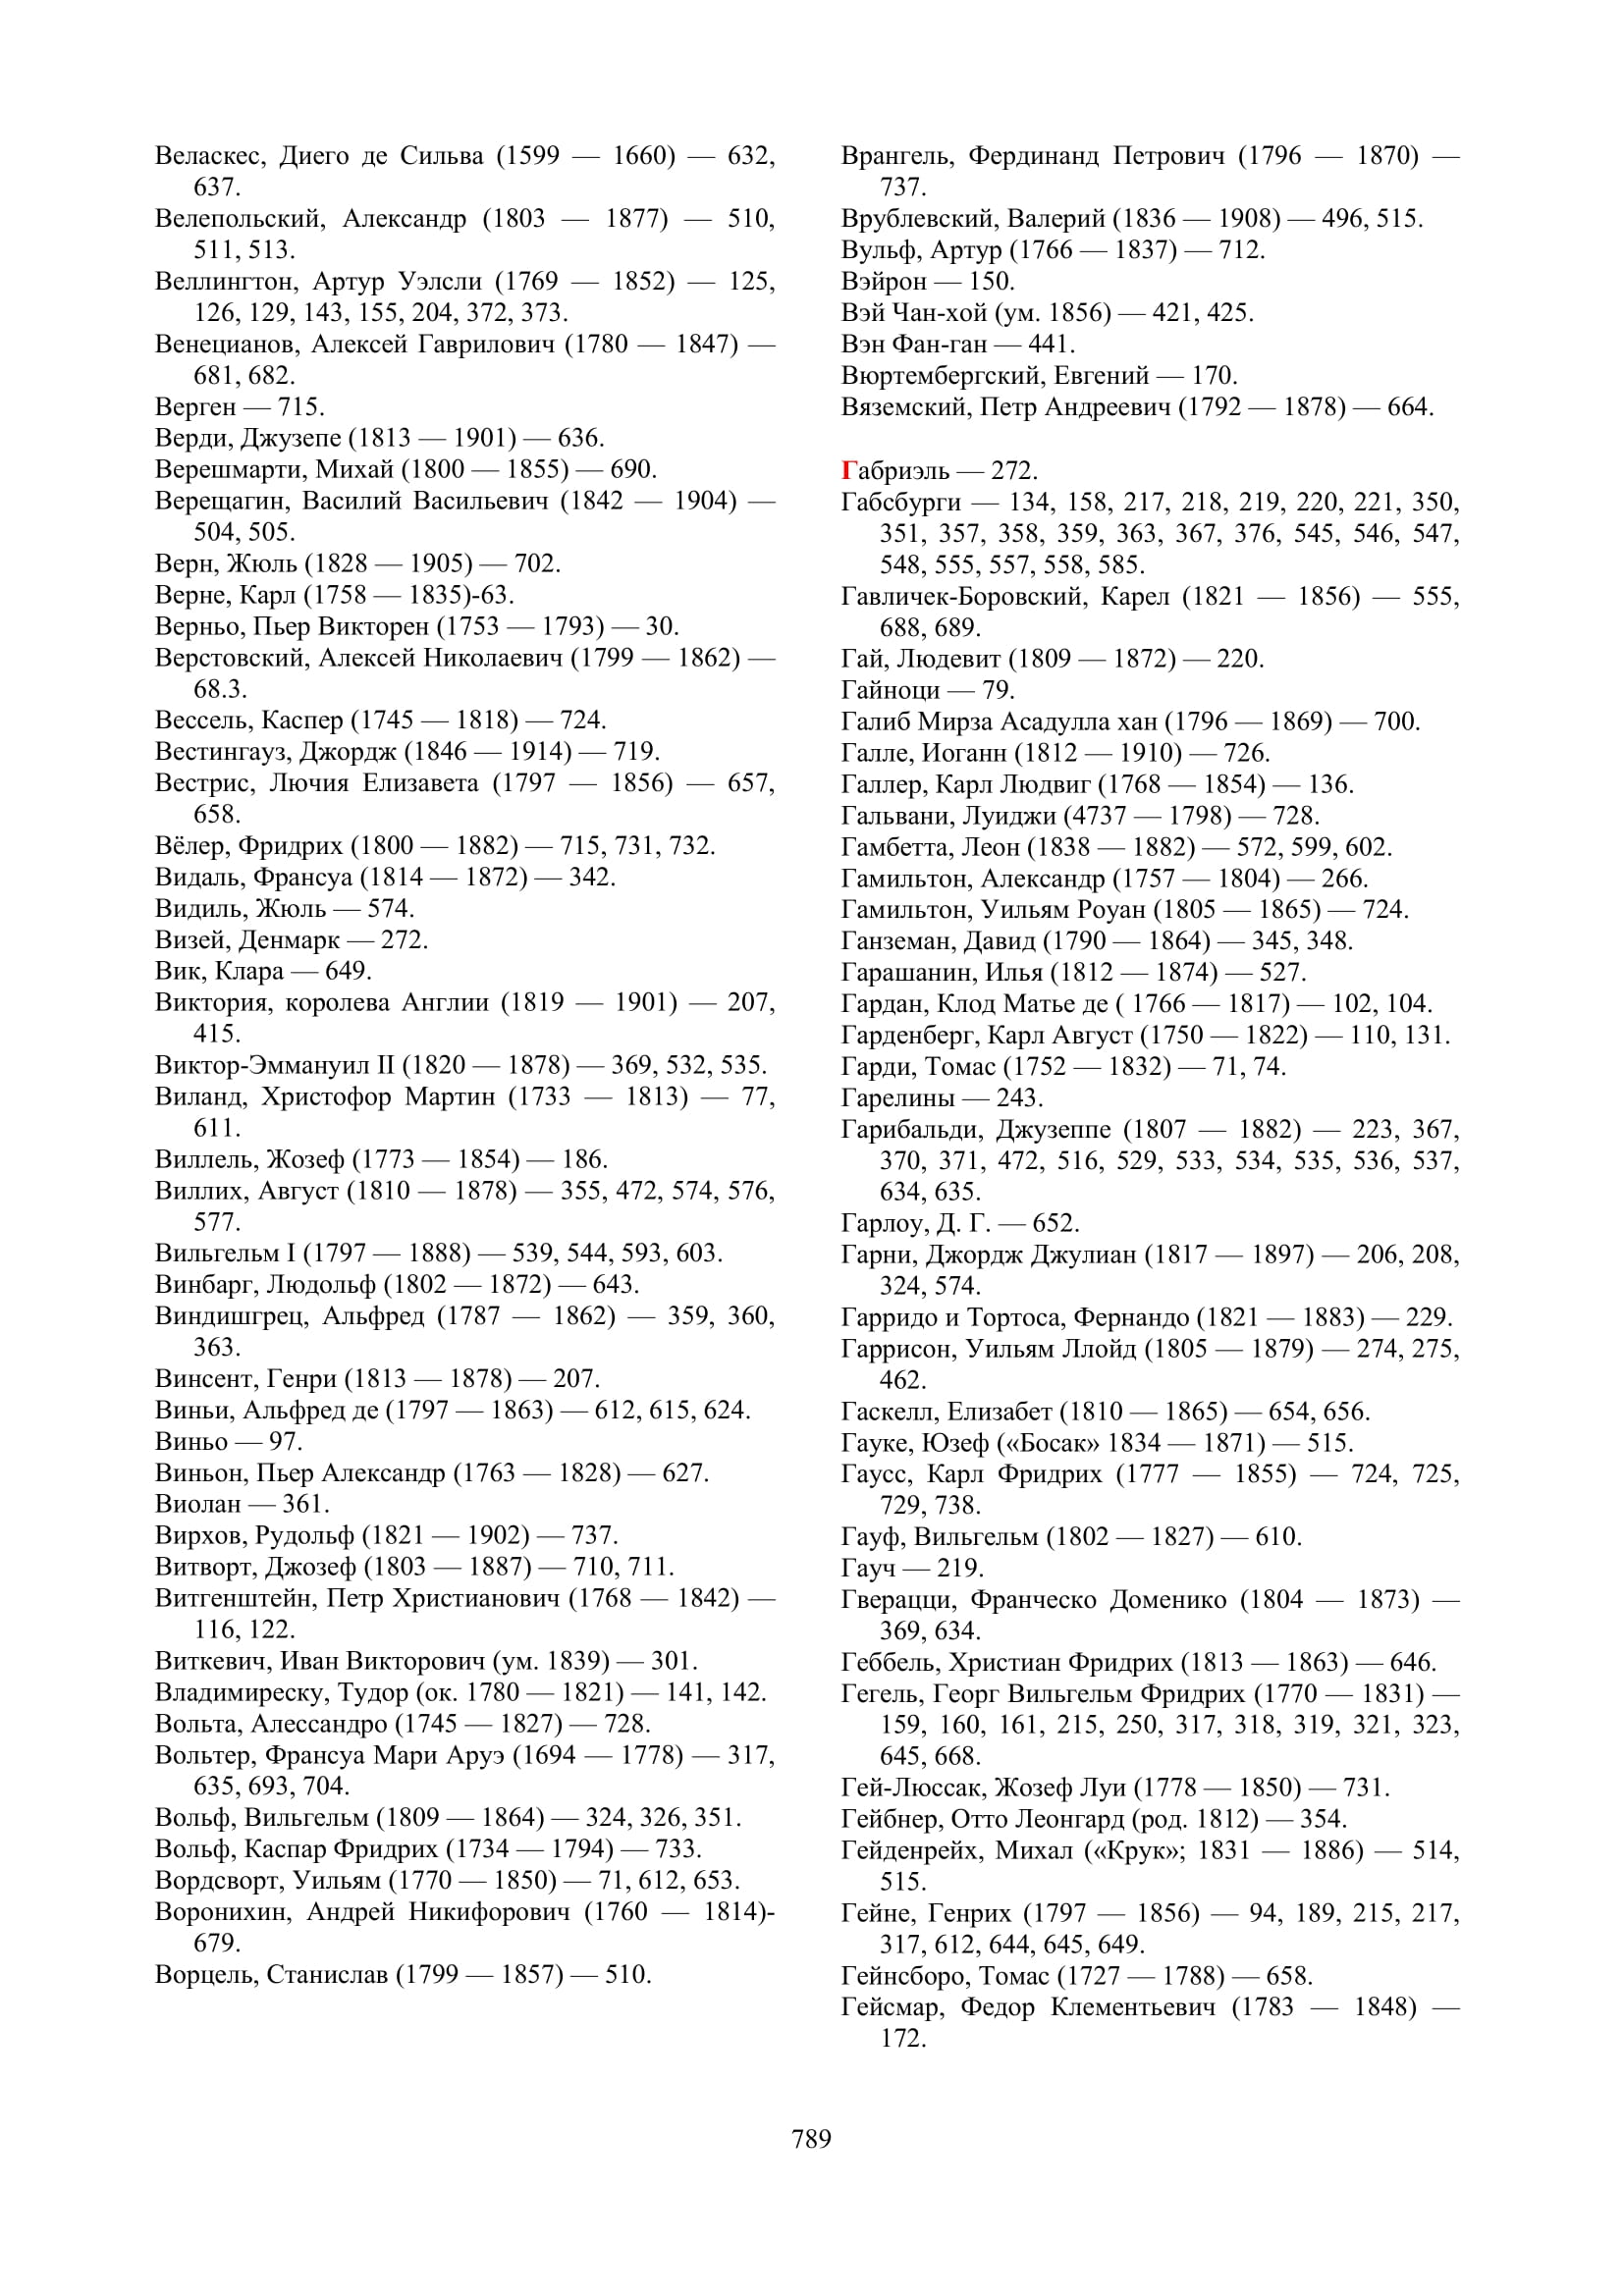 Веласкес, Диего де Сильва (1599 — 1660) — 632,
637.
Велепольский, Александр (1803 — 1877) — 510,
511, 513.
Веллингтон, Артур Уэлсли (1769 — 1852) — 125,
126, 129, 143, 155, 204, 372, 373.
Венецианов, Алексей Гаврилович (1780 — 1847) —
681, 682.
Верген — 715.
Верди, Джузепе (1813 — 1901) — 636.
Верешмарти, Михай (1800 — 1855) — 690.
Верещагин, Василий Васильевич (1842 — 1904) —
504, 505.
Верн, Жюль (1828 — 1905) — 702.
Верне, Карл (1758 — 1835)-63.
Верньо, Пьер Викторен (1753 — 1793) — 30.
Верстовский, Алексей Николаевич (1799 — 1862) —
68.3.
Вессель, Каспер (1745 — 1818) — 724.
Вестингауз, Джордж (1846 — 1914) — 719.
Вестрис, Лючия Елизавета (1797 — 1856) — 657,
658.
Вёлер, Фридрих (1800 — 1882) — 715, 731, 732.
Видаль, Франсуа (1814 — 1872) — 342.
Видиль, Жюль — 574.
Визей, Денмарк — 272.
Вик, Клара — 649.
Виктория, королева Англии (1819 — 1901) — 207,
415.
Виктор-Эммануил II (1820 — 1878) — 369, 532, 535.
Виланд, Христофор Мартин (1733 — 1813) — 77,
611.
Виллель, Жозеф (1773 — 1854) — 186.
Виллих, Август (1810 — 1878) — 355, 472, 574, 576,
577.
Вильгельм I (1797 — 1888) — 539, 544, 593, 603.
Винбарг, Людольф (1802 — 1872) — 643.
Виндишгрец, Альфред (1787 — 1862) — 359, 360,
363.
Винсент, Генри (1813 — 1878) — 207.
Виньи, Альфред де (1797 — 1863) — 612, 615, 624.
Виньо — 97.
Виньон, Пьер Александр (1763 — 1828) — 627.
Виолан — 361.
Вирхов, Рудольф (1821 — 1902) — 737.
Витворт, Джозеф (1803 — 1887) — 710, 711.
Витгенштейн, Петр Христианович (1768 — 1842) —
116, 122.
Виткевич, Иван Викторович (ум. 1839) — 301.
Владимиреску, Тудор (ок. 1780 — 1821) — 141, 142.
Вольта, Алессандро (1745 — 1827) — 728.
Вольтер, Франсуа Мари Аруэ (1694 — 1778) — 317,
635, 693, 704.
Вольф, Вильгельм (1809 — 1864) — 324, 326, 351.
Вольф, Каспар Фридрих (1734 — 1794) — 733.
Вордсворт, Уильям (1770 — 1850) — 71, 612, 653.
Воронихин, Андрей Никифорович (1760 — 1814)-
679.
Ворцель, Станислав (1799 — 1857) — 510.
Врангель, Фердинанд Петрович (1796 — 1870) —
737.
Врублевский, Валерий (1836 — 1908) — 496, 515.
Вульф, Артур (1766 — 1837) — 712.
Вэйрон — 150.
Вэй Чан-хой (ум. 1856) — 421, 425.
Вэн Фан-ган — 441.
Вюртембергский, Евгений — 170.
Вяземский, Петр Андреевич (1792 — 1878) — 664.
Габриэль — 272.
Габсбурги — 134, 158, 217, 218, 219, 220, 221, 350,
351, 357, 358, 359, 363, 367, 376, 545, 546, 547,
548, 555, 557, 558, 585.
Гавличек-Боровский, Карел (1821 — 1856) — 555,
688, 689.
Гай, Людевит (1809 — 1872) — 220.
Гайноци — 79.
Галиб Мирза Асадулла хан (1796 — 1869) — 700.
Галле, Иоганн (1812 — 1910) — 726.
Галлер, Карл Людвиг (1768 — 1854) — 136.
Гальвани, Луиджи (4737 — 1798) — 728.
Гамбетта, Леон (1838 — 1882) — 572, 599, 602.
Гамильтон, Александр (1757 — 1804) — 266.
Гамильтон, Уильям Роуан (1805 — 1865) — 724.
Ганземан, Давид (1790 — 1864) — 345, 348.
Гарашанин, Илья (1812 — 1874) — 527.
Гардан, Клод Матье де ( 1766 — 1817) — 102, 104.
Гарденберг, Карл Август (1750 — 1822) — 110, 131.
Гарди, Томас (1752 — 1832) — 71, 74.
Гарелины — 243.
Гарибальди, Джузеппе (1807 — 1882) — 223, 367,
370, 371, 472, 516, 529, 533, 534, 535, 536, 537,
634, 635.
Гарлоу, Д. Г. — 652.
Гарни, Джордж Джулиан (1817 — 1897) — 206, 208,
324, 574.
Гарридо и Тортоса, Фернандо (1821 — 1883) — 229.
Гаррисон, Уильям Ллойд (1805 — 1879) — 274, 275,
462.
Гаскелл, Елизабет (1810 — 1865) — 654, 656.
Гауке, Юзеф («Босак» 1834 — 1871) — 515.
Гаусс, Карл Фридрих (1777 — 1855) — 724, 725,
729, 738.
Гауф, Вильгельм (1802 — 1827) — 610.
Гауч — 219.
Гверацци, Франческо Доменико (1804 — 1873) —
369, 634.
Геббель, Христиан Фридрих (1813 — 1863) — 646.
Гегель, Георг Вильгельм Фридрих (1770 — 1831) —
159, 160, 161, 215, 250, 317, 318, 319, 321, 323,
645, 668.
Гей-Люссак, Жозеф Луи (1778 — 1850) — 731.
Гейбнер, Отто Леонгард (род. 1812) — 354.
Гейденрейх, Михал («Крук»; 1831 — 1886) — 514,
515.
Гейне, Генрих (1797 — 1856) — 94, 189, 215, 217,
317, 612, 644, 645, 649.
Гейнсборо, Томас (1727 — 1788) — 658.
Гейсмар, Федор Клементьевич (1783 — 1848) —
172.
789